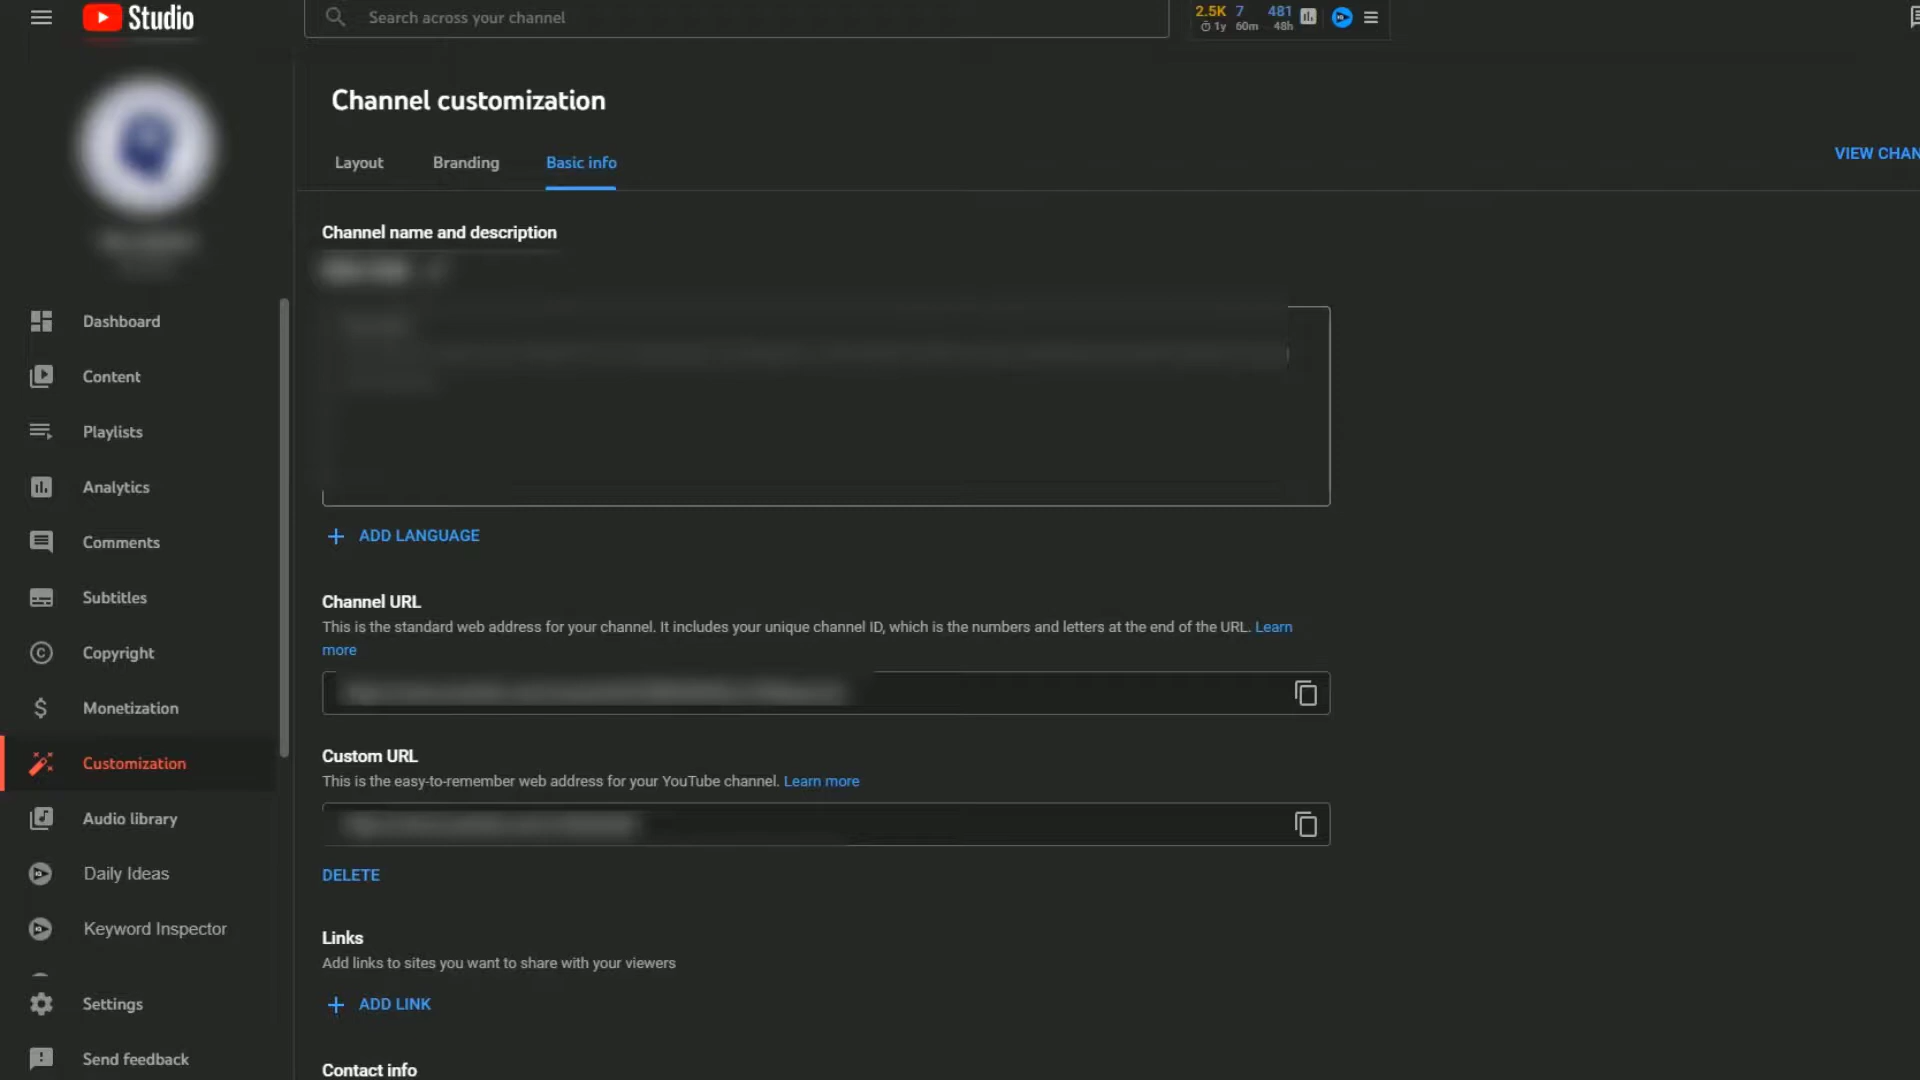 Studio
Search across your channel
2.5K 7 481
1y 60m 48h
Channel customization
Layout Branding Basic info
VIEW CHAN
Channel name and description
Dashboard
Content
Playlists
Analytics
Comments
Subtitles
Copyright
Monetization
Customization
Audio library
Daily Ideas
Keyword Inspector
Settings
Send feedback
ADD LANGUAGE
Channel URL
This is the standard web address for your channel. It includes your unique channel ID, which is the numbers and letters at the end of the URL. Learn
more
Custom URL
This is the easy-to-remember web address for your YouTube channel. Learn more
DELETE
Links
Add links to sites you want to share with your viewers
ADD LINK
Contact info